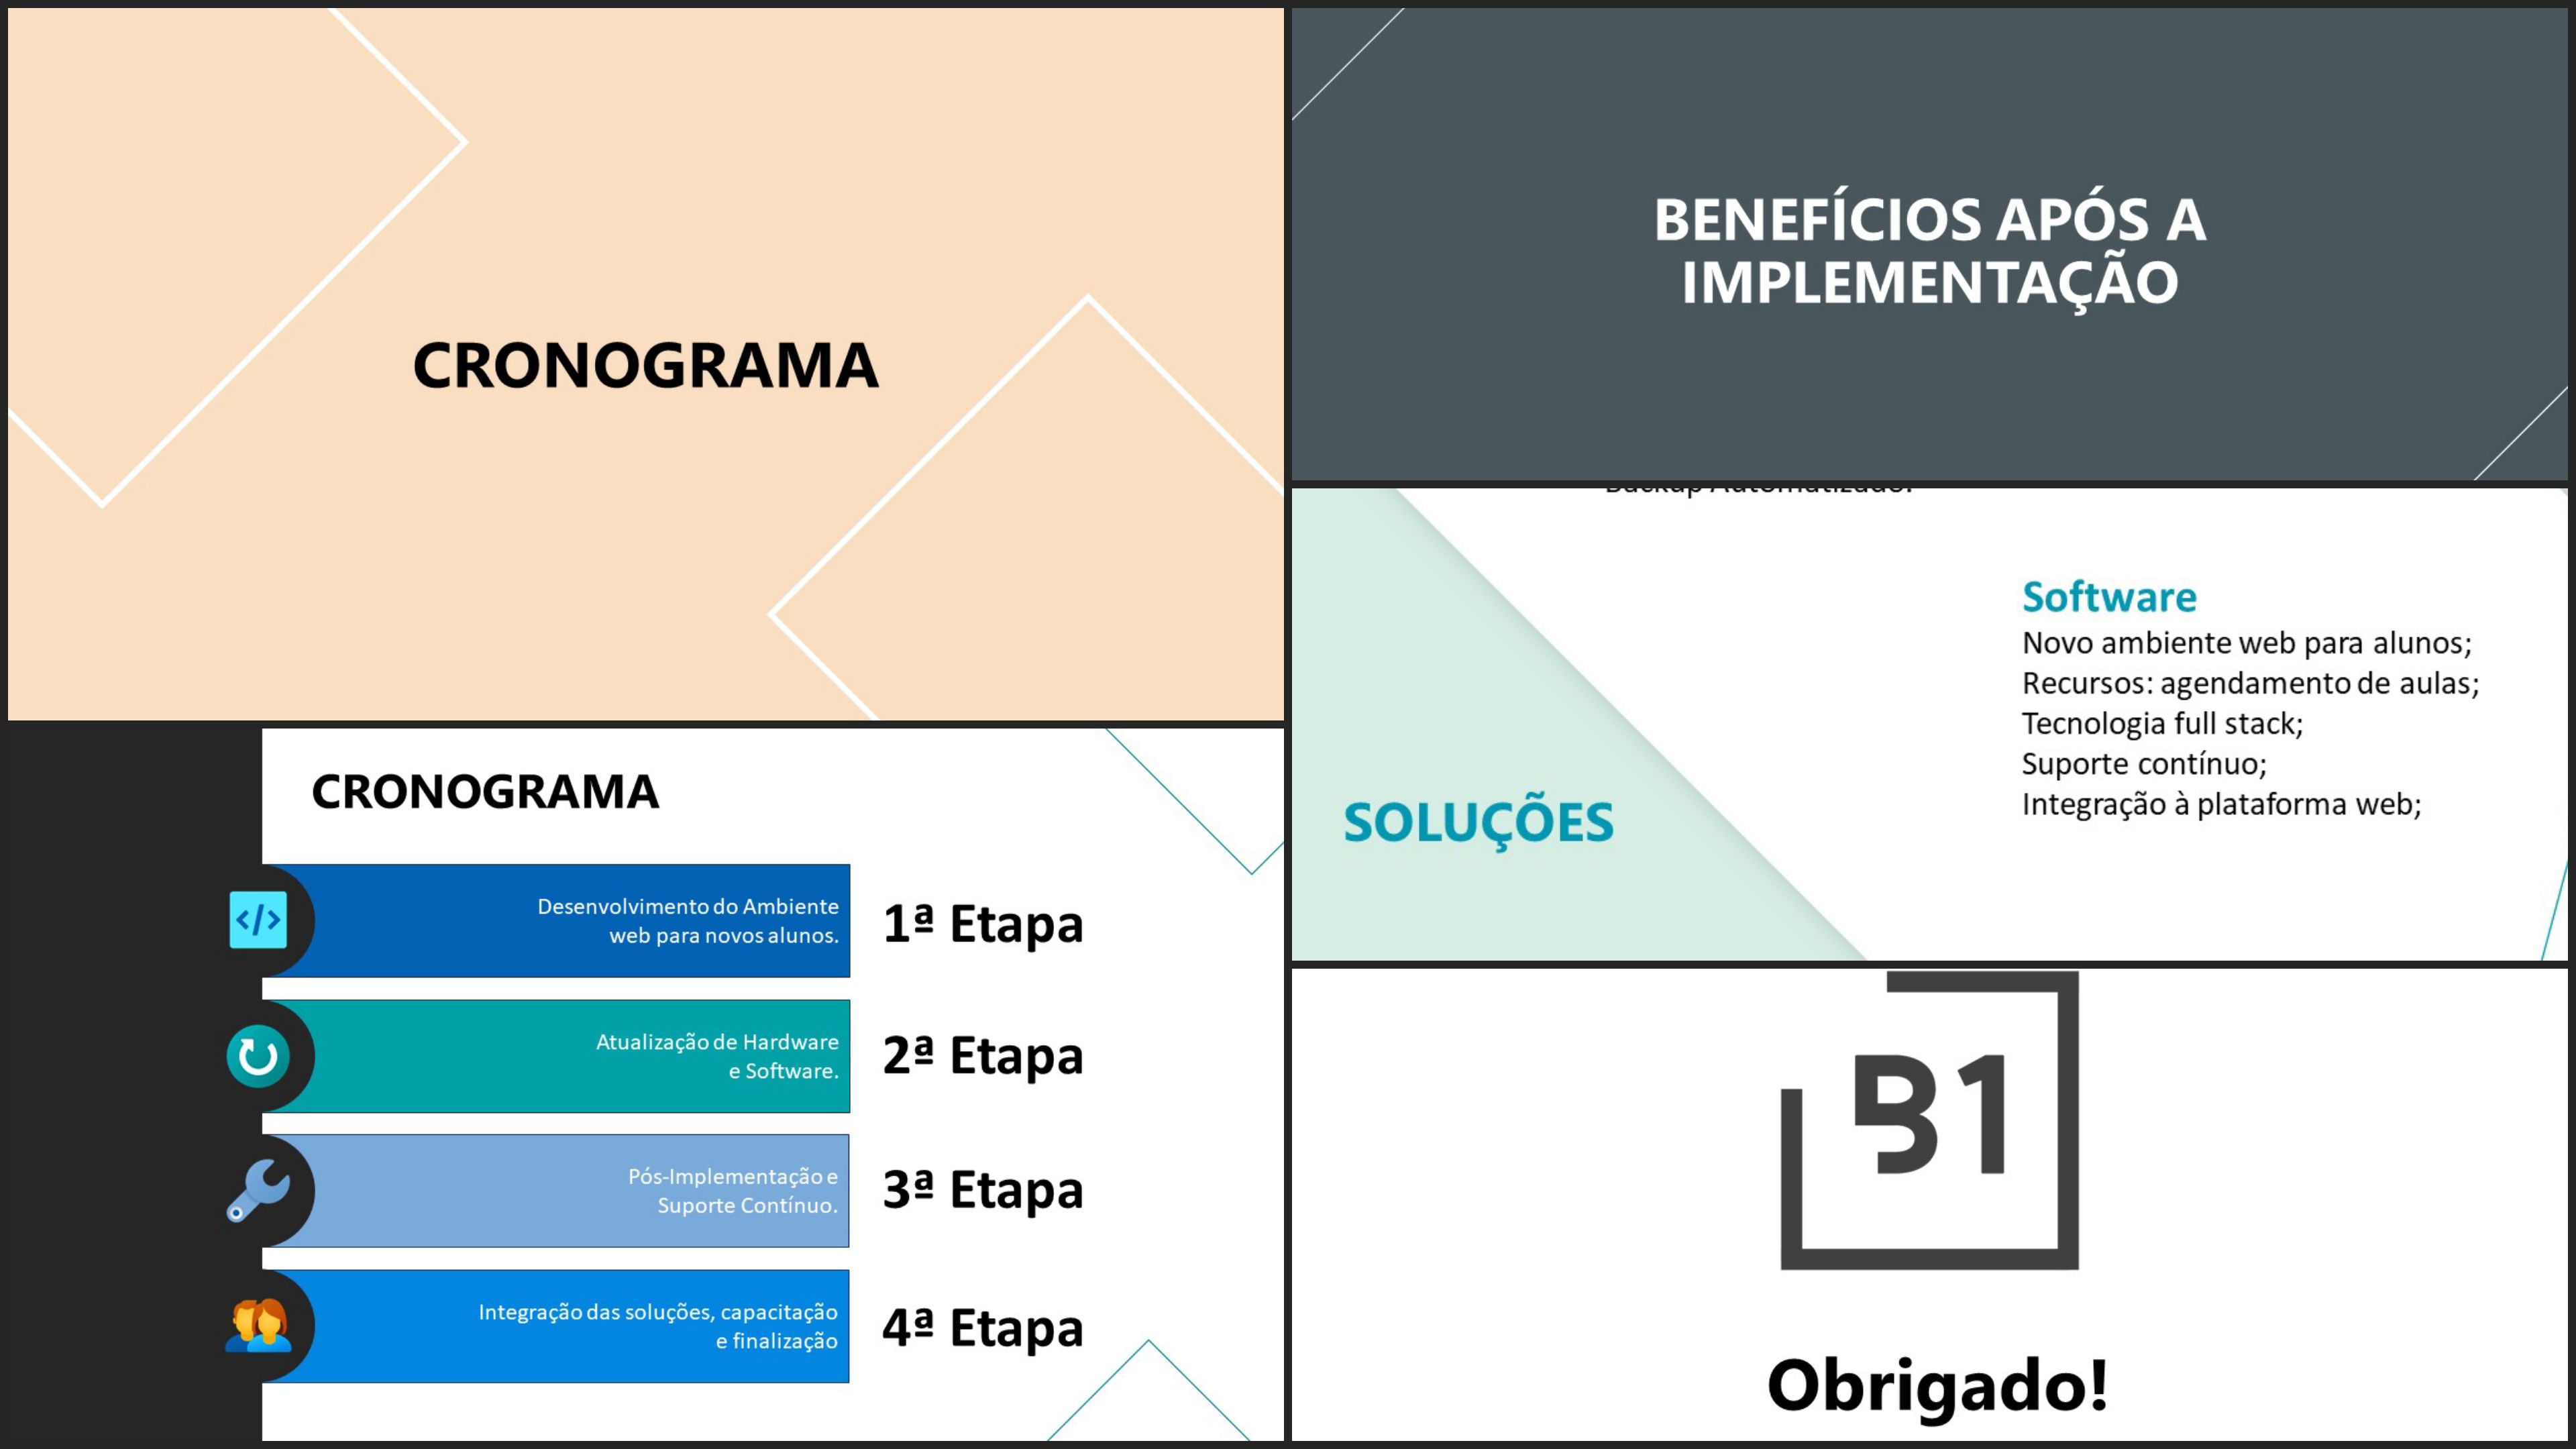 CRONOGRAMA
CRONOGRAMA
Desenvolvimento do Ambiente
web para novos alunos.
1ª Etapa
Atualização de Hardware
e Software.
2ª Etapa
Pós-Implementação e
Suporte Contínuo.
3ª Etapa
Integração das soluções, capacitação
e finalização
4ª Etapa
BENEFÍCIOS APÓS A
IMPLEMENTAÇÃO
Backup Automatizado.
Software
Novo ambiente web para alunos;
Recursos: agendamento de aulas;
Tecnologia full stack;
Suporte contínuo;
Integração à plataforma web;
SOLUÇÕES
B1
Obrigado!